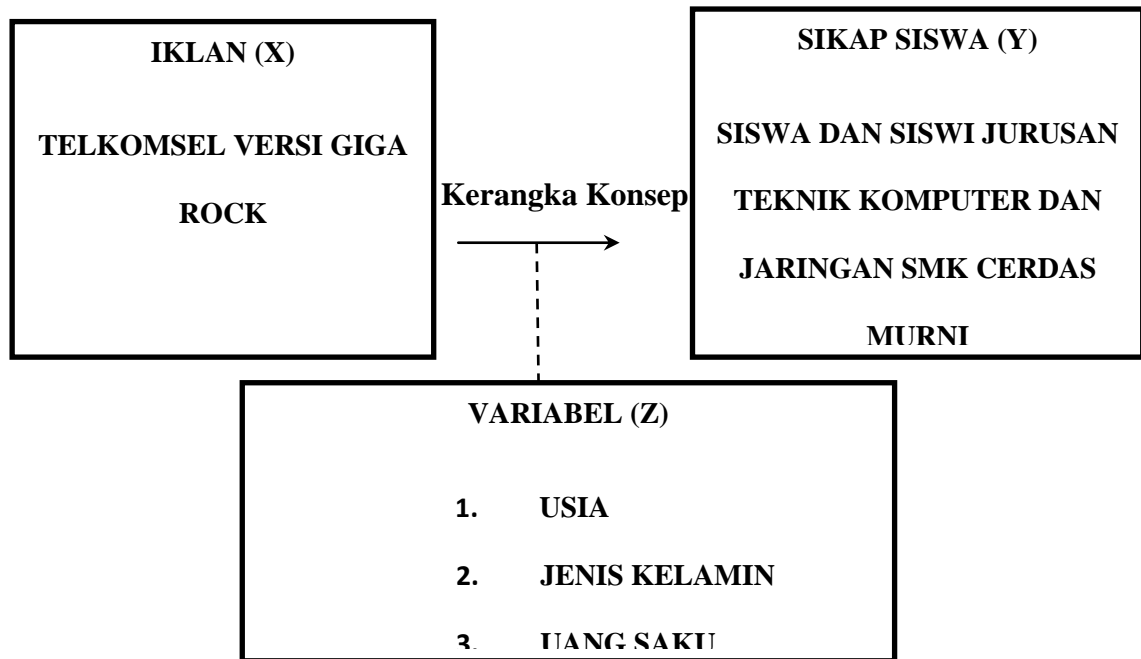 IKLAN (X)
TELKOMSEL VERSI GIGA
ROCK
Kerangka Konsep
SIKAP SISWA (Y)
SISWA DAN SISWI JURUSAN
TEKNIK KOMPUTER DAN
JARINGAN SMK CERDAS
MURNI
VARIABEL (Z)
1. USIA
2. JENIS KELAMIN
3. UANG SAKU